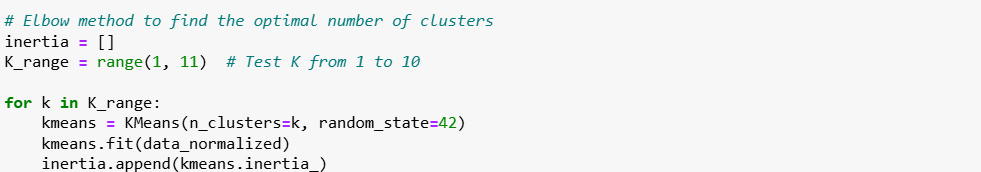 # Elbow method to find the optimal number of clusters
inertia = []
K_range = range(1, 11)  # Test K from 1 to 10

for k in K_range:
    kmeans = KMeans(n_clusters=k, random_state=42)
    kmeans.fit(data_normalized)
    inertia.append(kmeans.inertia_)